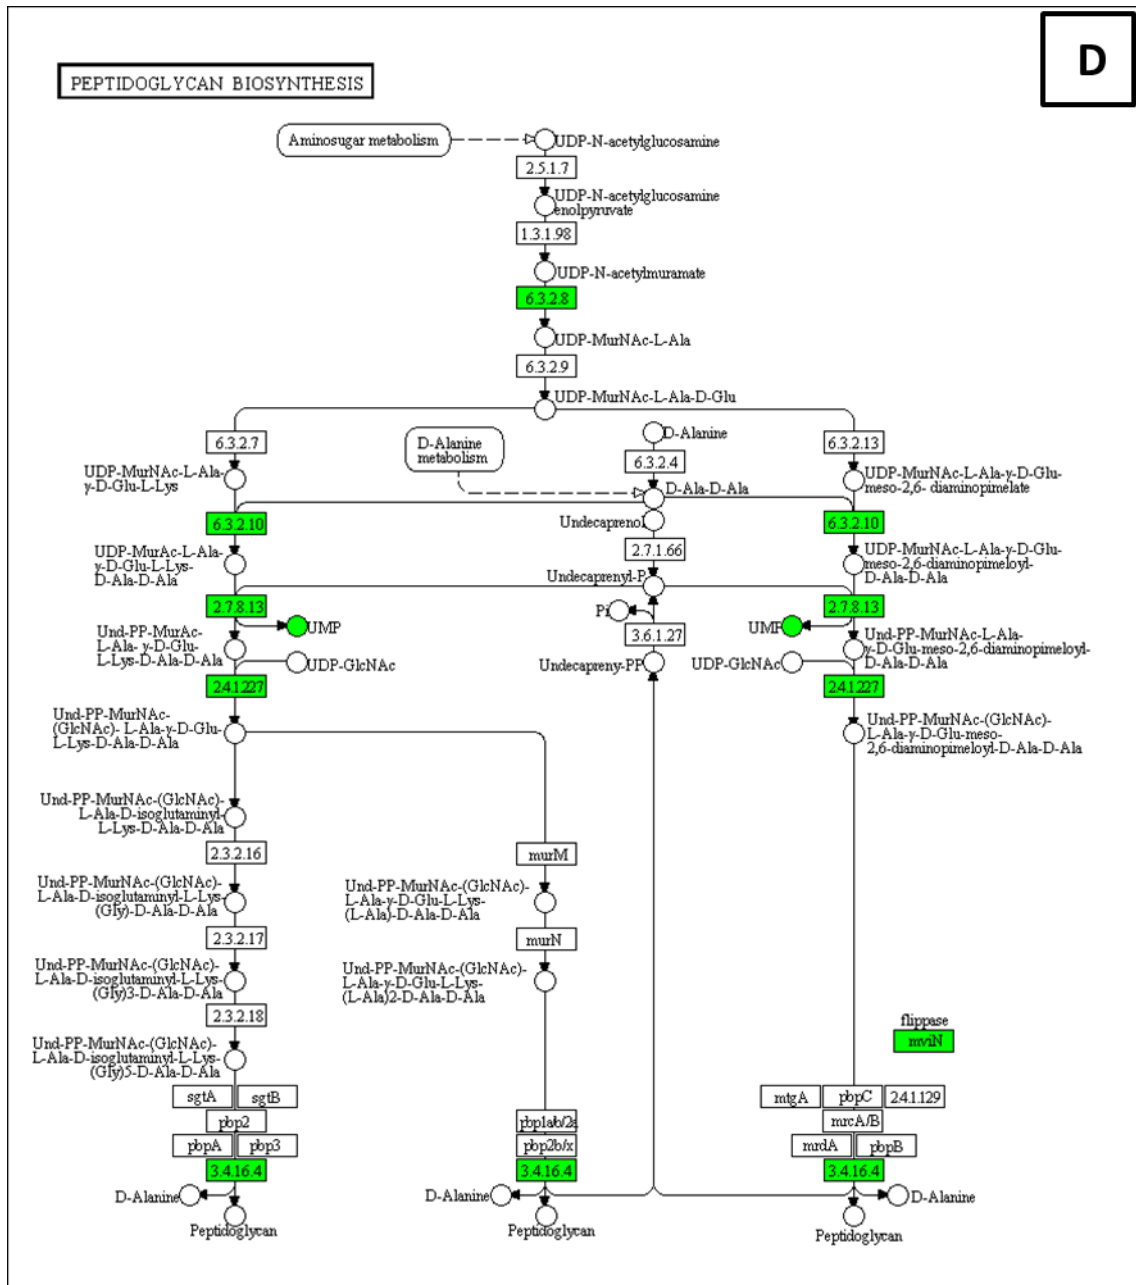 D
PEPTIDOGLYCAN BIOSYNTHESIS
Aminosugar metabolism
UDP-N-acetylglucosamine
2.5.1.7
UDP-N-acetylglucosamine
enolpyruvate
1.3.1.98
UDP-N-acetylmuramate
6.3.2.8
UDP-MurNAc-L-Ala
6.3.2.9
UDP-MurNAc-L-Ala-D-Glu
6.3.2.7
D-Alanine
metabolism
D-Alanine
6.3.2.13
6.3.2.4
UDP-MurNAc-L-Ala-
γ-D-Glu-L-Lys
D-Ala-D-Ala
UDP-MurNAc-L-Ala-γ-D-Glu-
meso-2,6- diaminopimelate
6.3.2.10
Undecaprenol
6.3.2.10
2.7.1.66
UDP-MurAc-L-Ala-
γ-D-Glu-L-Lys-
D-Ala-D-Ala
Undecaprenyl-P
UDP-MurNAc-L-Ala-γ-D-Glu-
meso-2,6-diaminopimeloyl-
D-Ala-D-Ala
2.7.8.13
Pi
2.7.8.13
UMP
3.6.1.27
UMP
Und-PP-MurAc-
L-Ala- γ-D-Glu-
L-Lys-D-Ala-D-Ala
UDP-GlcNAc
Undecapreny-PP
UDP-GlcNAc
Und-PP-MurNAc-L-Ala-
γ-D-Glu-meso-2,6-diaminopimeloyl-
D-Ala-D-Ala
2.4.1.227
2.4.1.227
Und-PP-MurNAc-
(GlcNAc)- L-Ala-γ-D-Glu-
L-Lys-D-Ala-D-Ala
Und-PP-MurNAc-(GlcNAc)-
L-Ala-γ-D-Glu-meso-
2,6-diaminopimeloyl-D-Ala-D-Ala
Und-PP-MurNAc-(GlcNAc)-
L-Ala-D-isoglutaminyl-
L-Lys-D-Ala-D-Ala
2.3.2.16
murM
Und-PP-MurNAc-(GlcNAc)-
L-Ala-D-isoglutaminyl-L-Lys-
(Gly)-D-Ala-D-Ala
Und-PP-MurNAc-(GlcNAc)-
L-Ala-γ-D-Glu-L-Lys-
(L-Ala)-D-Ala-D-Ala
2.3.2.17
murN
Und-PP-MurNAc-(GlcNAc)-
L-Ala-D-isoglutaminyl-L-Lys-
(Gly)3-D-Ala-D-Ala
Und-PP-MurNAc-(GlcNAc)-
L-Ala-γ-D-Glu-L-Lys-
(L-Ala)2-D-Ala-D-Ala
2.3.2.18
flippase
mviN
Und-PP-MurNAc-(GlcNAc)-
L-Ala-D-isoglutaminyl-L-Lys-
(Gly)5-D-Ala-D-Ala
sgtA sgtB
mtgA pbpC 2.4.1.129
pbp2
pbp1a/b/2a
mrcA/B
pbpA pbp3
pbp2b/x
mrdA pbpB
3.4.16.4
3.4.16.4
3.4.16.4
D-Alanine
D-Alanine
D-Alanine
Peptidoglycan
Peptidoglycan
Peptidoglycan